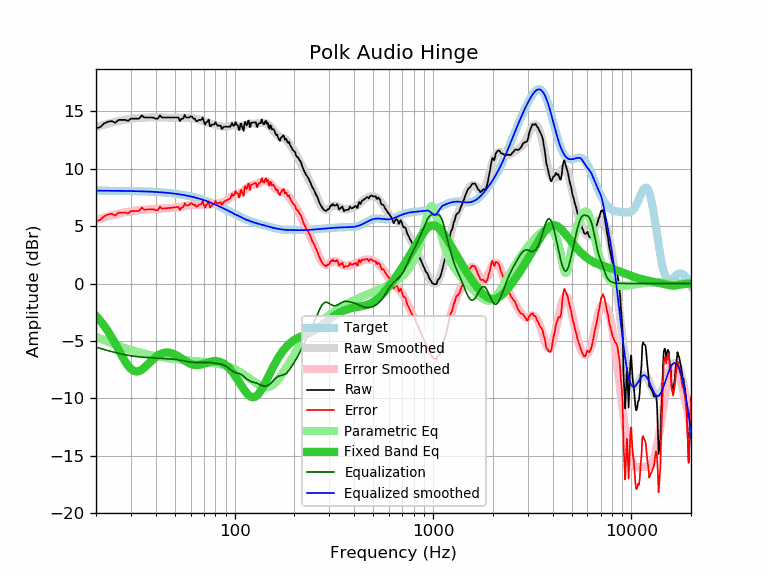 Polk Audio Hinge
15
10
5
0
−5
−10
−15
−20
Amplitude (dBr)
Target
Raw Smoothed
Error Smoothed
Raw
Error
Parametric Eq
Fixed Band Eq
Equalization
Equalized smoothed
100
1000
10000
Frequency (Hz)